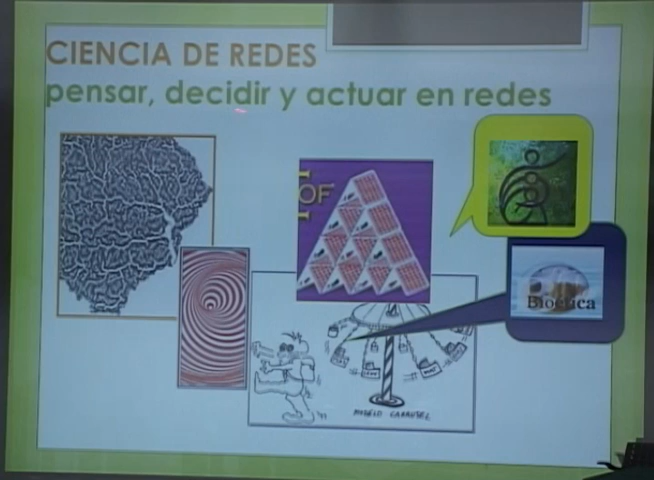 CIENCIA DE REDES
pensar, decidir y actuar en redes
OF
Bioética
MODELO CARRUSEL